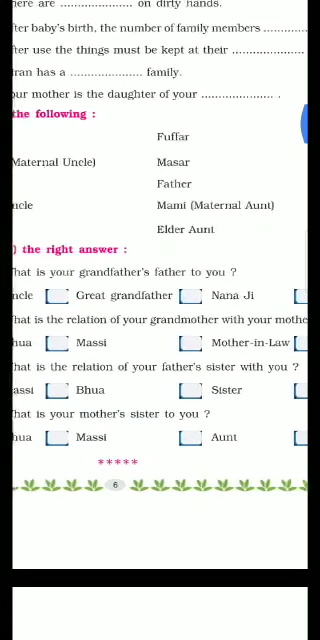 here are ..................... on dirty hands.
fter baby's birth, the number of family members .............
fter use the things must be kept at their .....................
tran has a ..................... family.
our mother is the daughter of your ..................... .
the following :
Fuffar
Maternal Uncle) Masar
Father
ncle Mami (Maternal Aunt)
Elder Aunt
) the right answer :
hat is your grandfather's father to you ?
ncle Great grandfather Nana Ji
hat is the relation of your grandmother with your mothe
hua Massi Mother-in-Law
hat is the relation of your father's sister with you ?
assi Bhua Sister
hat is your mother's sister to you ?
hua Massi Aunt
*****
6